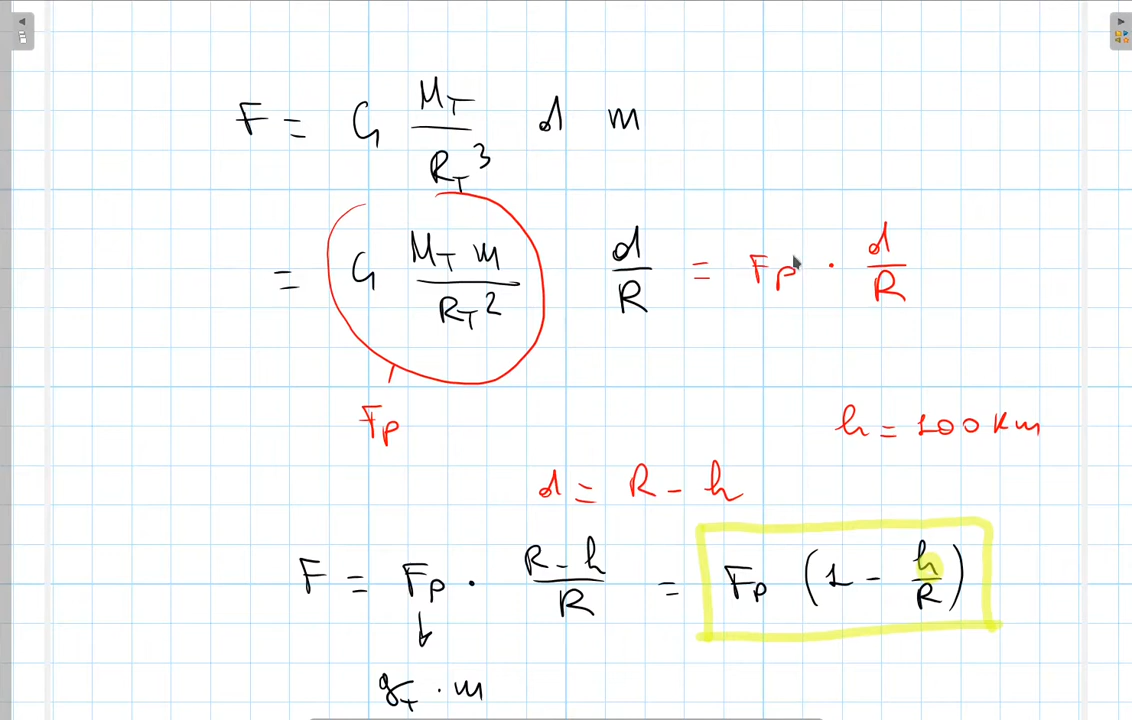 F = G M_T / R_T^3 d m
= G M_T m / R_T^2 d / R = F_P · d / R
F_P
h = 100 Km
d = R - h
F = F_P · R - h / R = F_P (1 - h / R)
↓
g_T · m